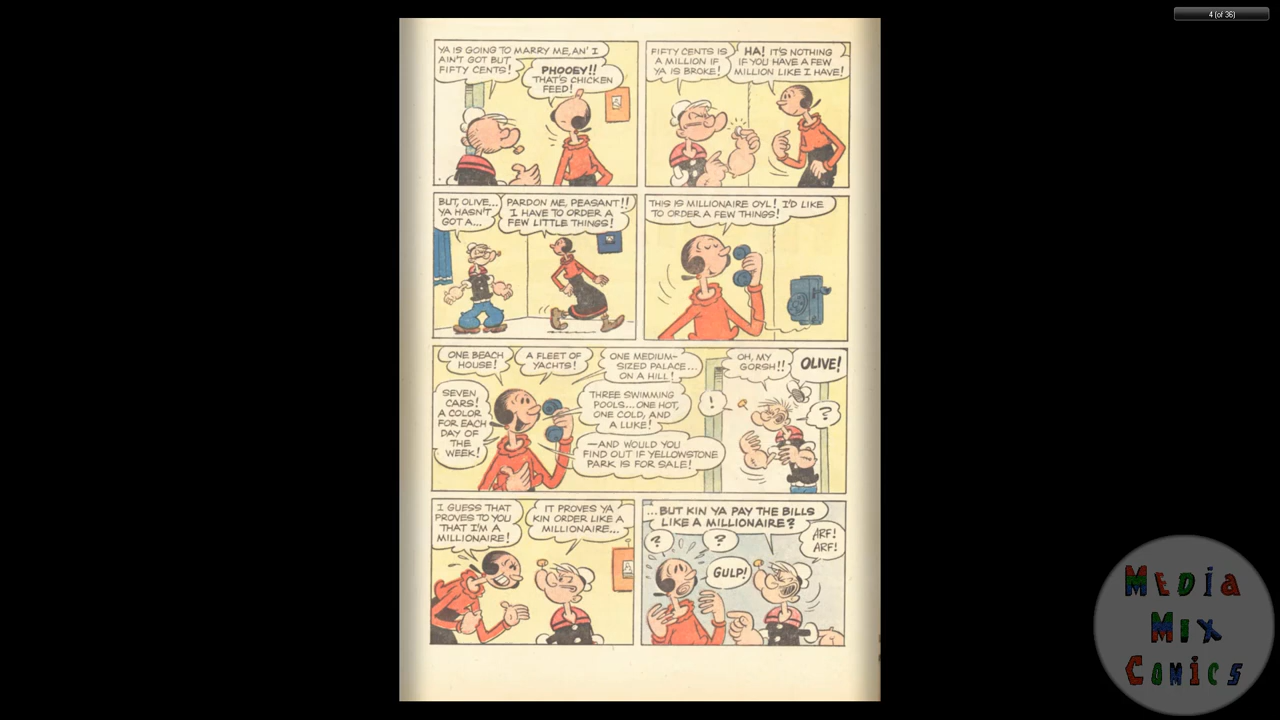 4 (of 36)
YA IS GOING TO MARRY ME, AN' I
AIN'T GOT BUT
FIFTY CENTS!
PHOOEY!!
THAT'S CHICKEN
FEED!
FIFTY CENTS IS
A MILLION IF
YA IS BROKE!
HA! IT'S NOTHING
IF YOU HAVE A FEW
MILLION LIKE I HAVE!
BUT, OLIVE...
YA HASN'T
GOT A...
PARDON ME, PEASANT!!
I HAVE TO ORDER A
FEW LITTLE THINGS!
THIS IS MILLIONAIRE OYL! I'D LIKE
TO ORDER A FEW THINGS!
ONE BEACH
HOUSE!
A FLEET OF
YACHTS!
ONE MEDIUM-
SIZED PALACE...
ON A HILL!
SEVEN
CARS!
A COLOR
FOR EACH
DAY OF
THE
WEEK!
THREE SWIMMING
POOLS...ONE HOT,
ONE COLD, AND
A LUKE!
—AND WOULD YOU
FIND OUT IF YELLOWSTONE
PARK IS FOR SALE!
OH, MY
GORSH!!
OLIVE!
!
?
I GUESS THAT
PROVES TO YOU
THAT I'M A
MILLIONAIRE!
IT PROVES YA
KIN ORDER LIKE A
MILLIONAIRE...
...BUT KIN YA PAY THE BILLS
LIKE A MILLIONAIRE?
?
?
GULP!
ARF!
ARF!
MEDIA
MIX
COMICS